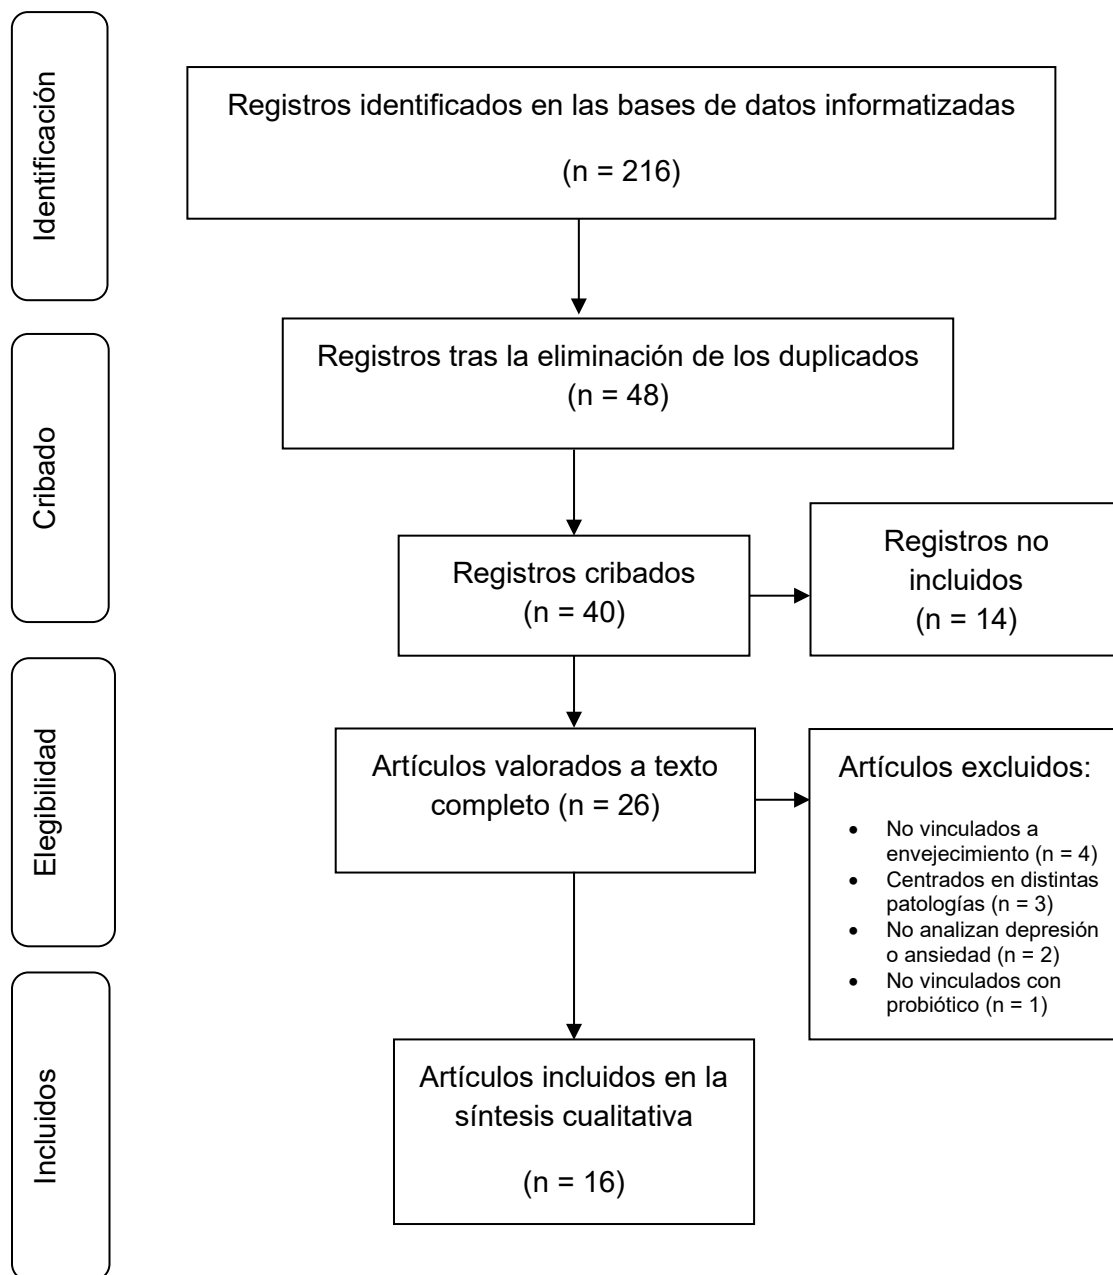 Identificación
Registros identificados en las bases de datos informatizadas
(n = 216)
Cribado
Registros tras la eliminación de los duplicados
(n = 48)
Registros cribados
(n = 40)
Registros no
incluidos
(n = 14)
Elegibilidad
Artículos valorados a texto
completo (n = 26)
Artículos excluidos:
• No vinculados a
envejecimiento (n = 4)
• Centrados en distintas
patologías (n = 3)
• No analizan depresión
o ansiedad (n = 2)
• No vinculados con
probiótico (n = 1)
Incluidos
Artículos incluidos en la
síntesis cualitativa
(n = 16)